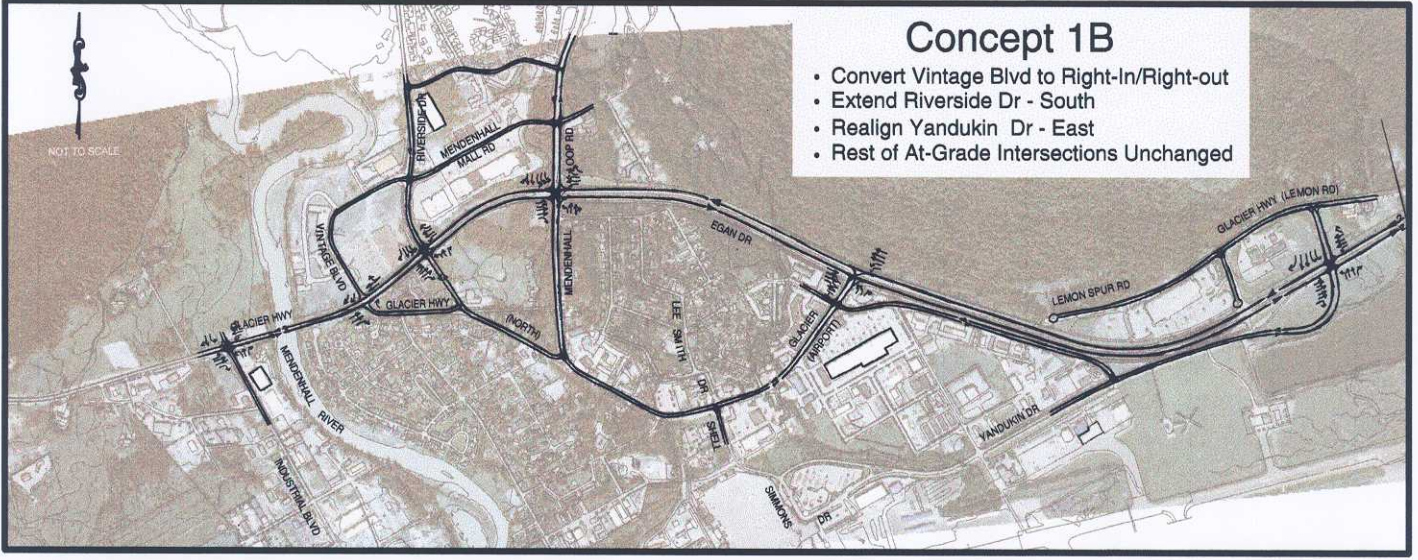 Concept 1B
• Convert Vintage Blvd to Right-In/Right-out
• Extend Riverside Dr - South
• Realign Yandukin Dr - East
• Rest of At-Grade Intersections Unchanged
NOT TO SCALE
RIVERSIDE DR
MENDENHALL
MALL RD
LOOP RD
MENDENHALL
VINTAGE BLVD
GLACIER HWY
GLACIER HWY
(NORTH)
EGAN DR
GLACIER HWY (LEMON RD)
LEMON SPUR RD
LEE SMITH
DR
GLACIER
(AIRPORT)
SHELL
YANDUKIN DR
SIMMONS
DR
MENDENHALL RIVER
INDUSTRIAL BLVD